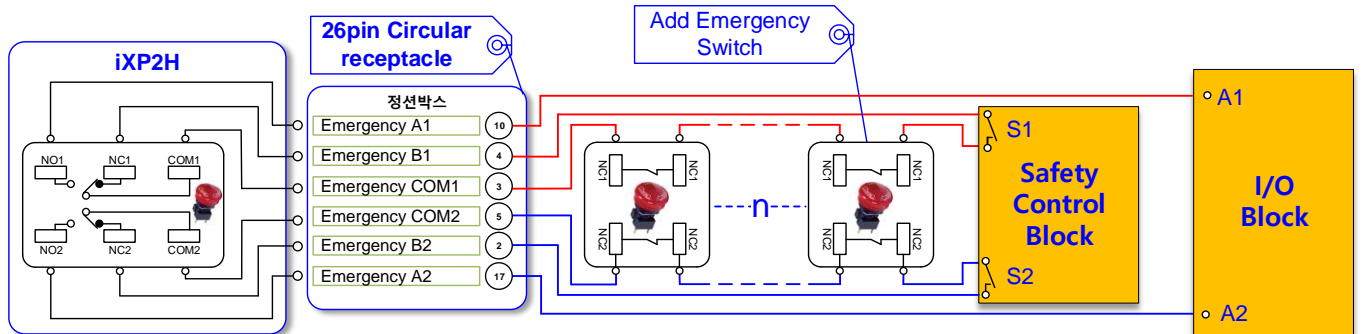 iXP2H
NO1
NC1
COM1
NO2
NC2
COM2
26pin Circular
receptacle
정션박스
Emergency A1
10
Emergency B1
4
Emergency COM1
3
Emergency COM2
5
Emergency B2
2
Emergency A2
17
Add Emergency
Switch
NC1
NC1
NC2
NC2
n
NC1
NC1
NC2
NC2
S1
Safety
Control
Block
S2
A1
I/O
Block
A2